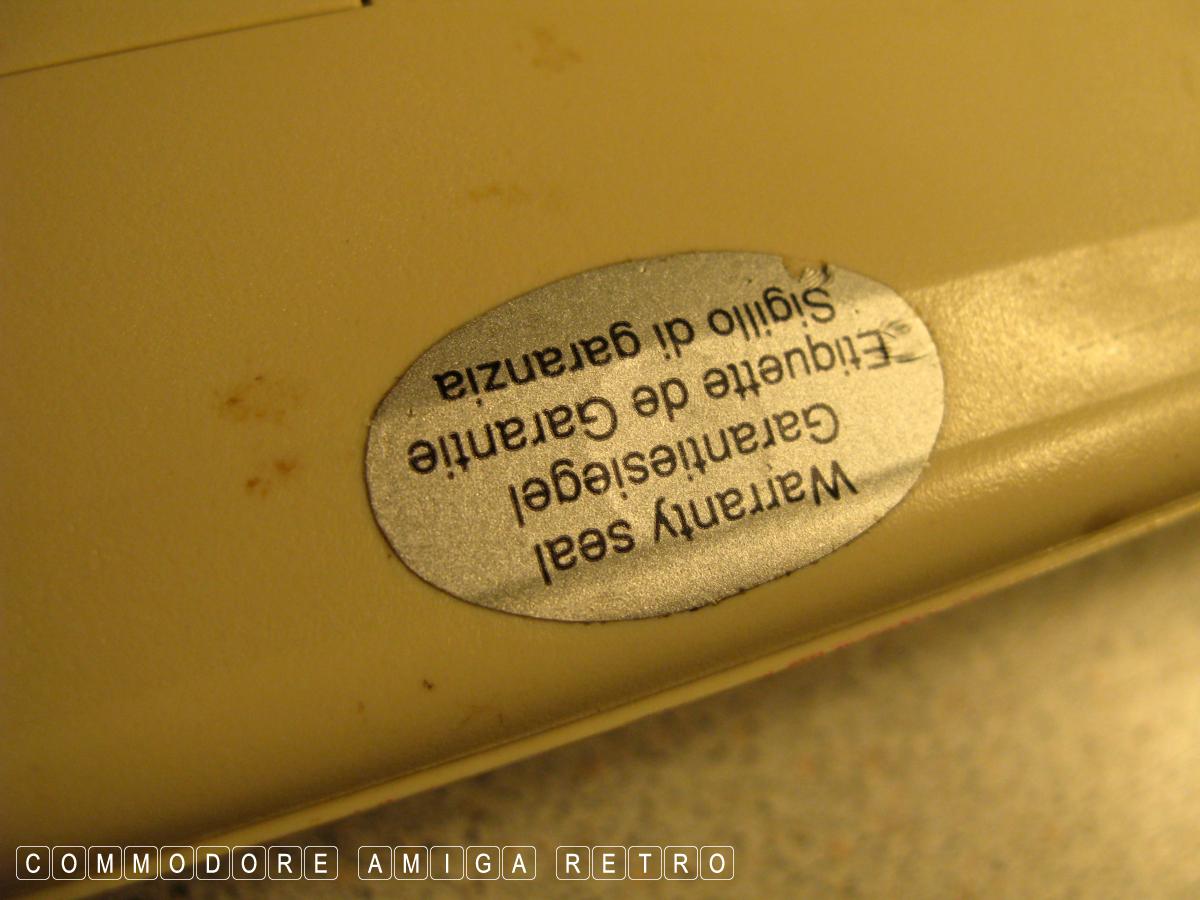 Warranty seal
Garantiesiegel
Etiquette de Garantie
Sigillo di garanzia
COMMODORE AMIGA RETRO